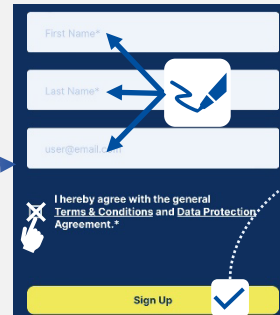 First Name*
Last Name*
user@email.com
I hereby agree with the general
Terms & Conditions and Data Protection
Agreement.*
Sign Up